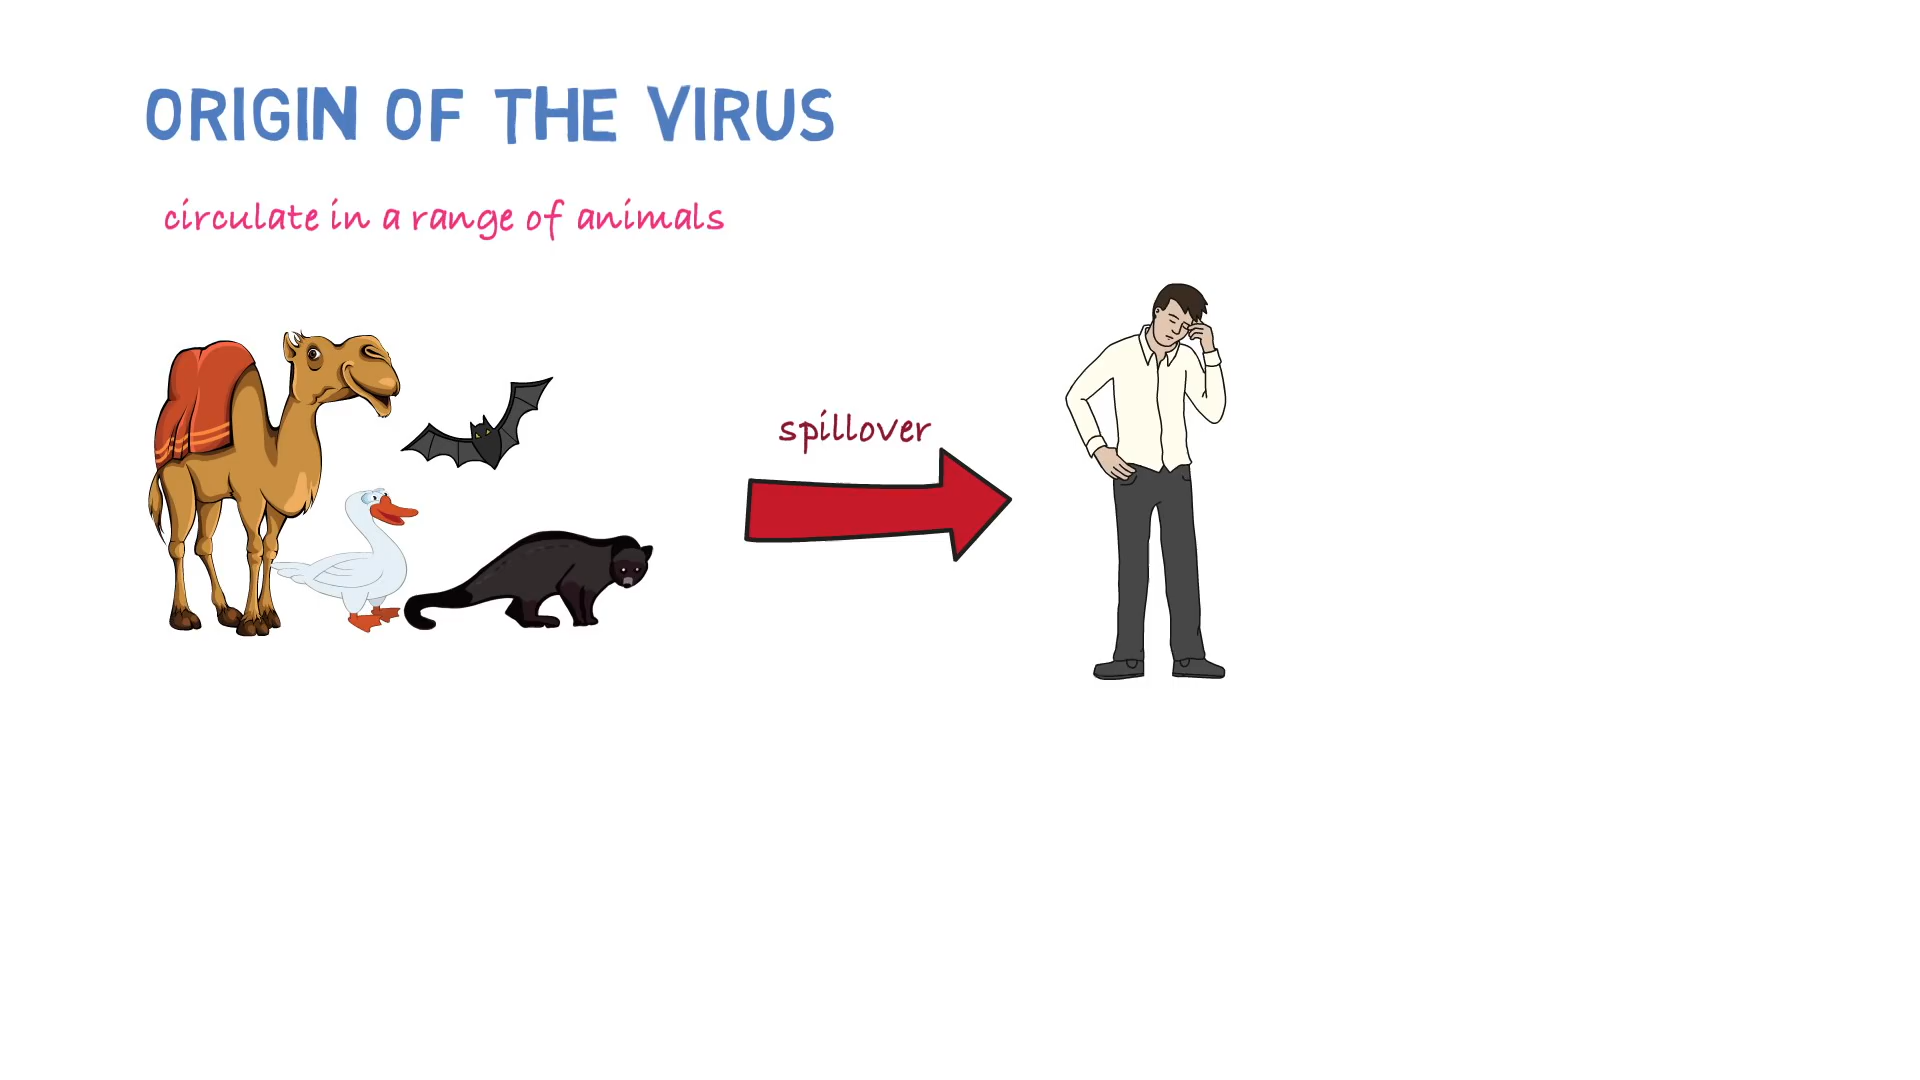 ORIGIN OF THE VIRUS
circulate in a range of animals
spillover